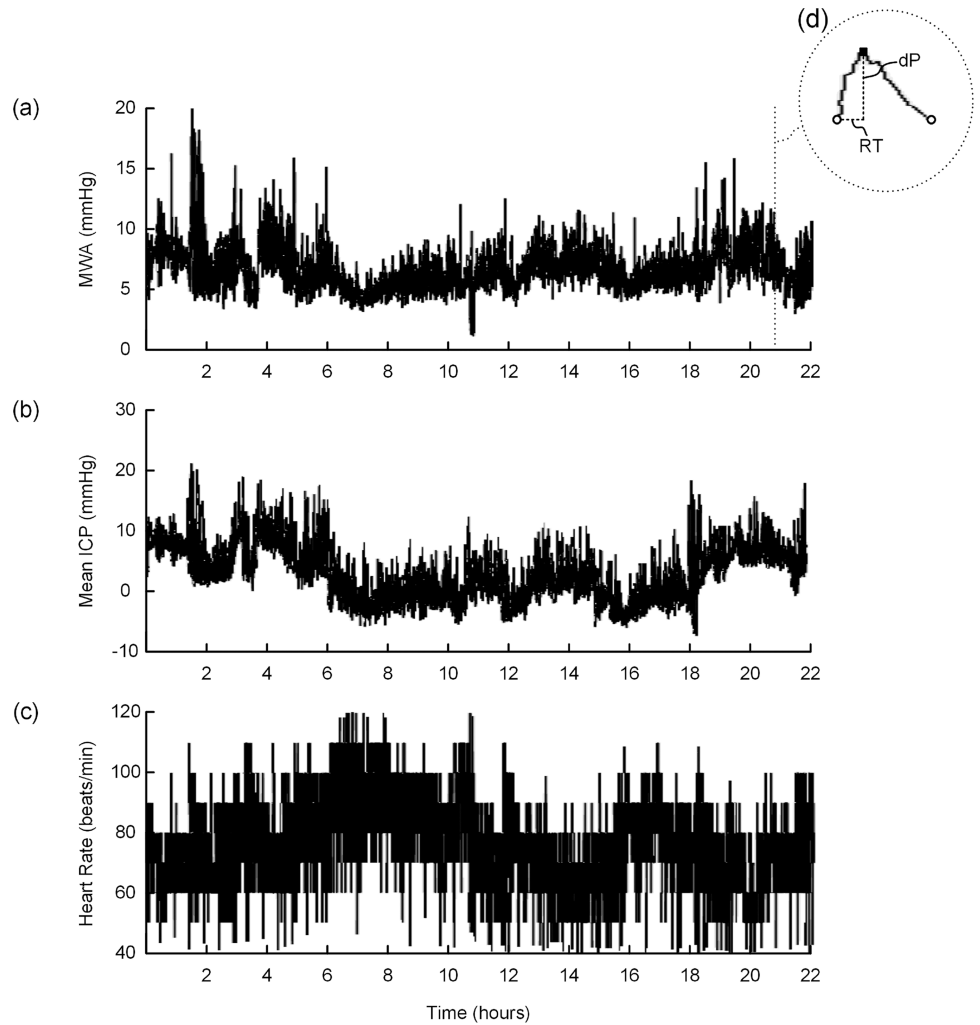 (d)
dP
RT
(a)
MWA (mmHg)
20
15
10
5
0
2 4 6 8 10 12 14 16 18 20 22
(b)
Mean ICP (mmHg)
30
20
10
0
-10
2 4 6 8 10 12 14 16 18 20 22
(c)
Heart Rate (beats/min)
120
100
80
60
40
2 4 6 8 10 12 14 16 18 20 22
Time (hours)